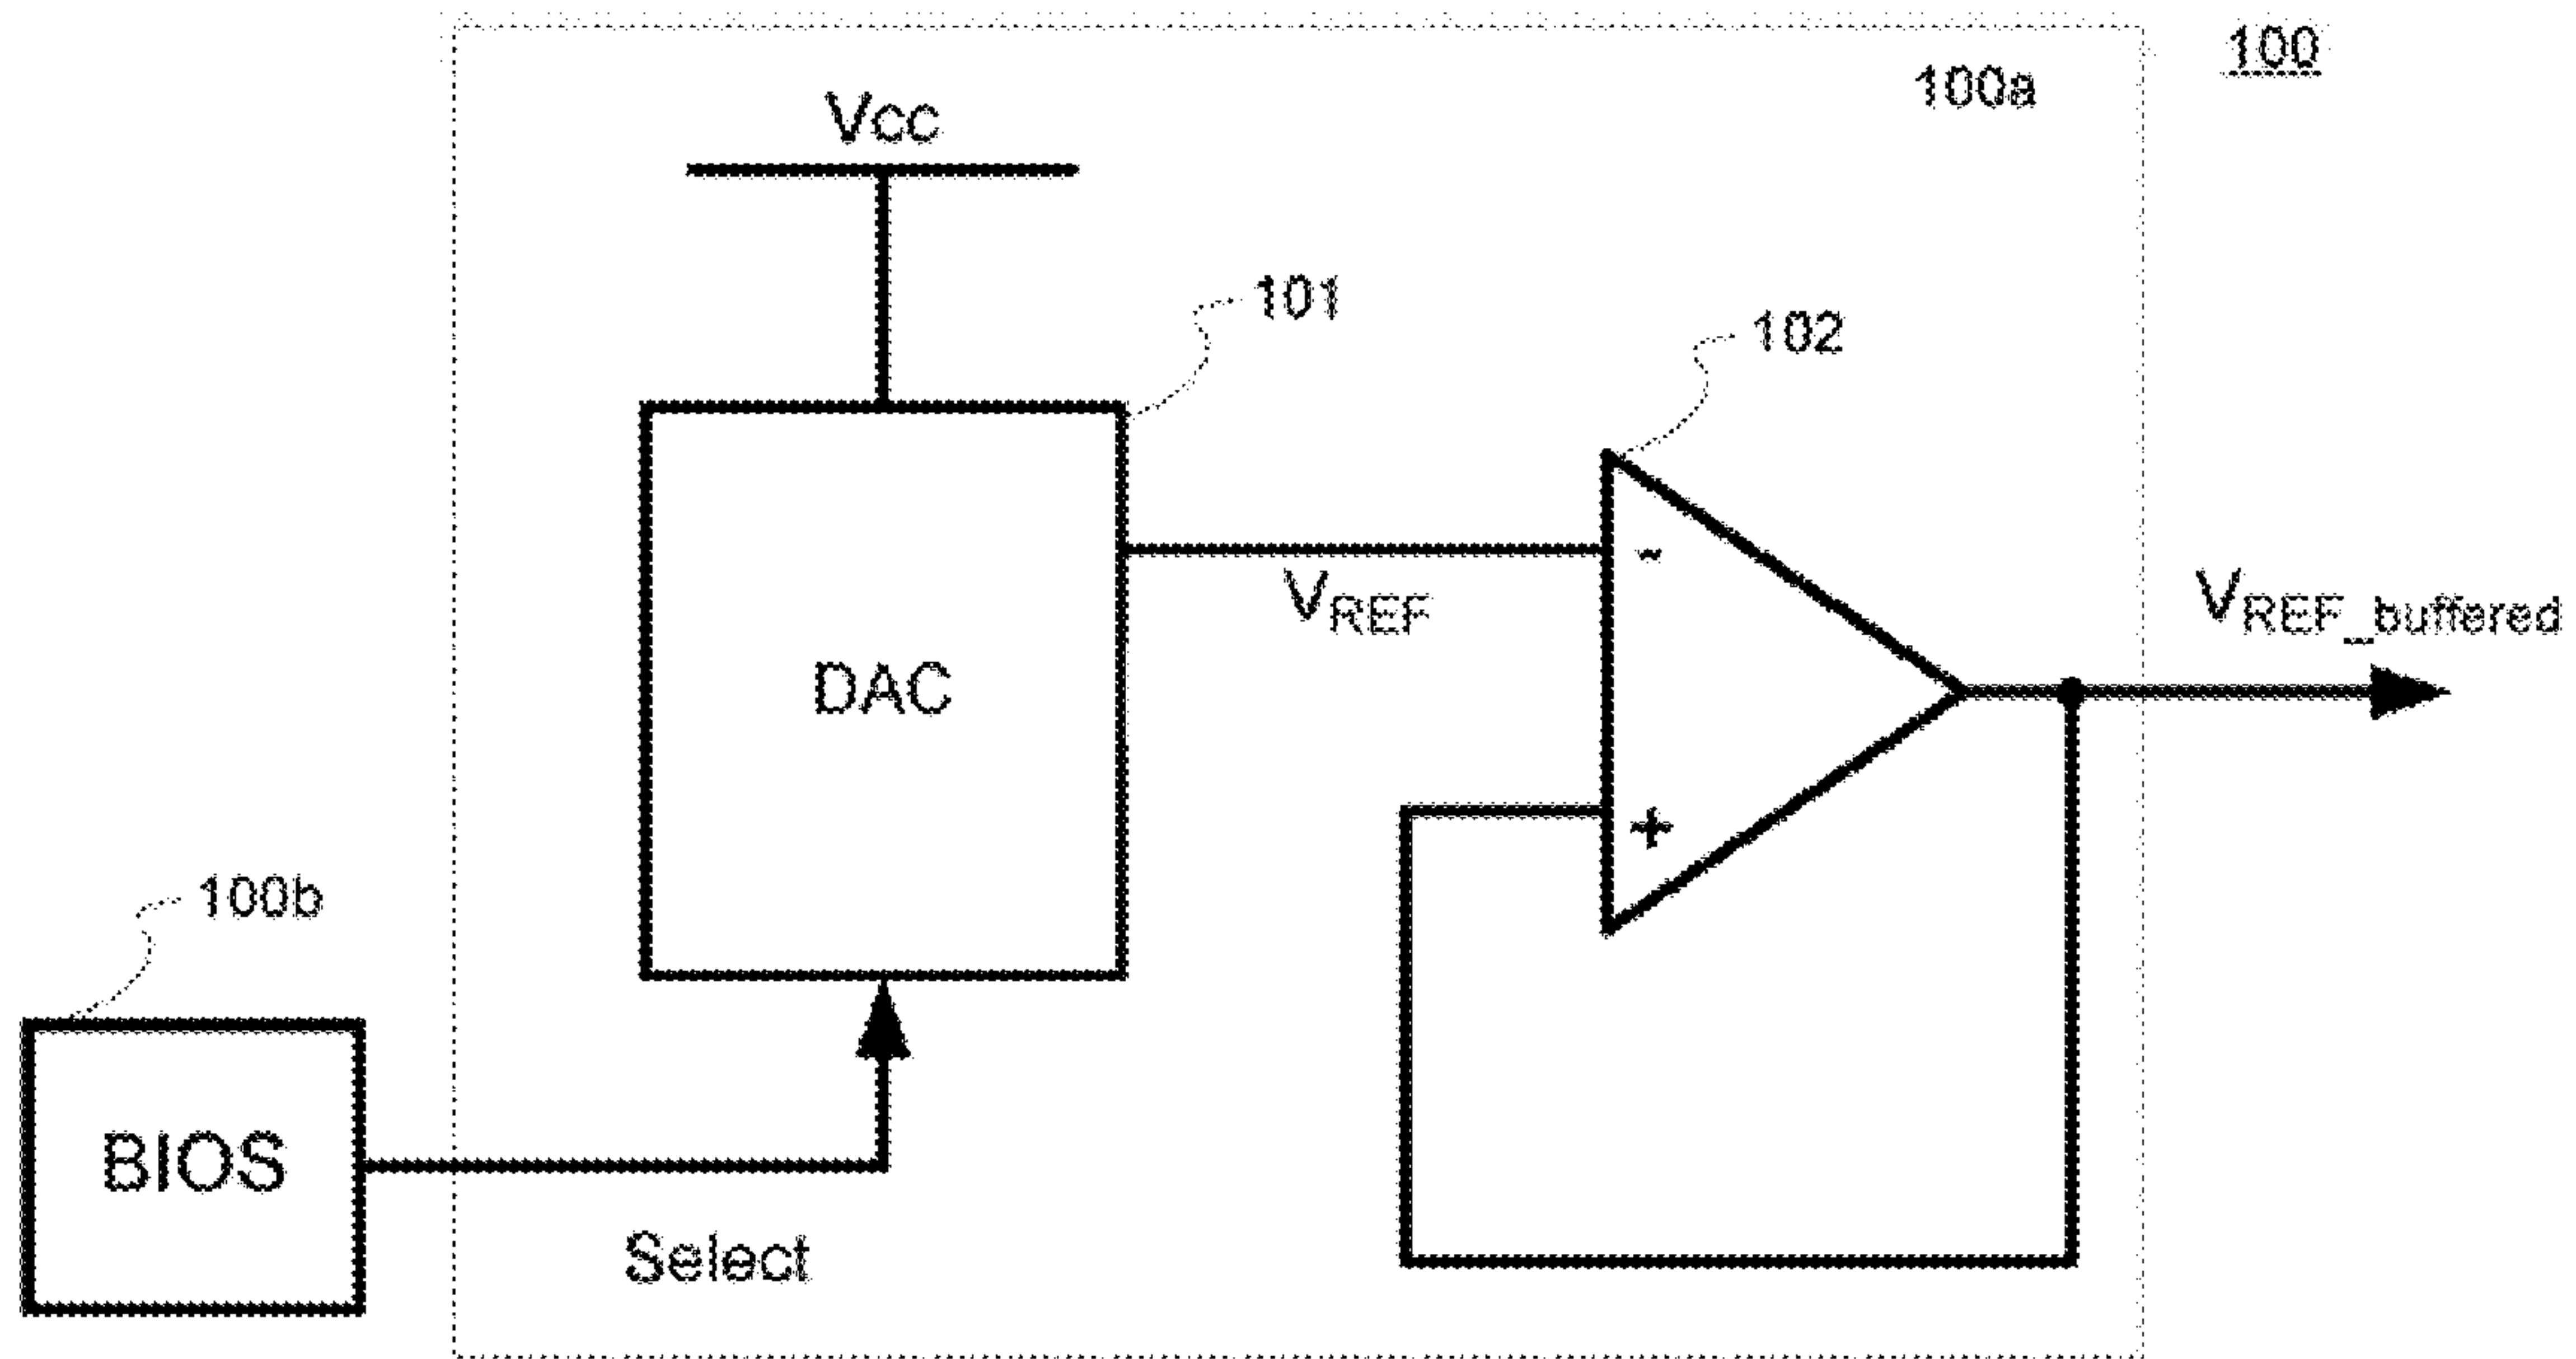 100
100a
Vcc
101
102
-
VREF
VREF_buffered
DAC
+
100b
BIOS
Select